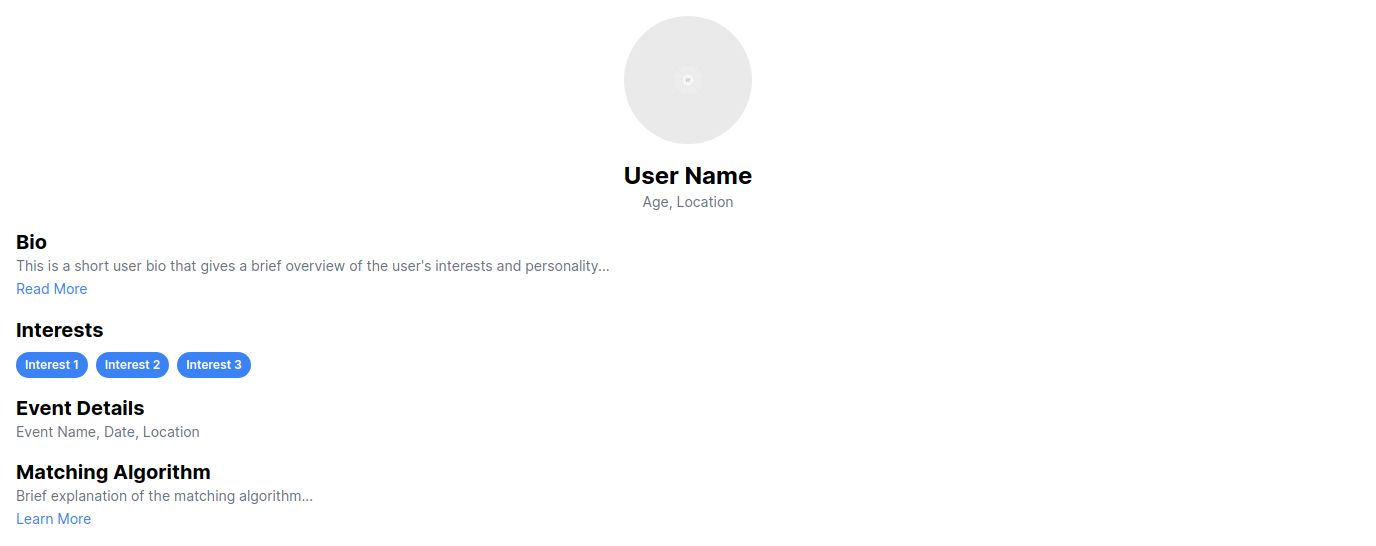 User Name
Age, Location
Bio
This is a short user bio that gives a brief overview of the user's interests and personality...
Read More
Interests
Interest 1 Interest 2 Interest 3
Event Details
Event Name, Date, Location
Matching Algorithm
Brief explanation of the matching algorithm...
Learn More